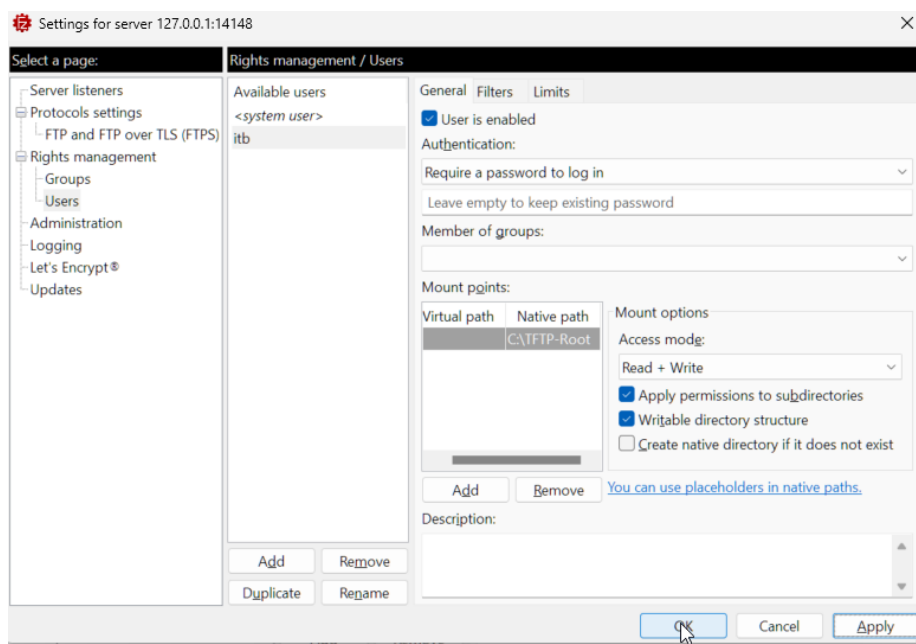 Settings for server 127.0.0.1:14148
Select a page:
Server listeners
Protocols settings
FTP and FTP over TLS (FTPS)
Rights management
Groups
Users
Administration
Logging
Let's Encrypt®
Updates
Rights management / Users
Available users
<system user>
itb
Add Remove
Duplicate Rename
General Filters Limits
User is enabled
Authentication:
Require a password to log in
Leave empty to keep existing password
Member of groups:
Mount points:
Virtual path Native path
C:\TFTP-Root
Mount options
Access mode:
Read + Write
Apply permissions to subdirectories
Writable directory structure
Create native directory if it does not exist
Add Remove
You can use placeholders in native paths.
Description:
OK Cancel Apply